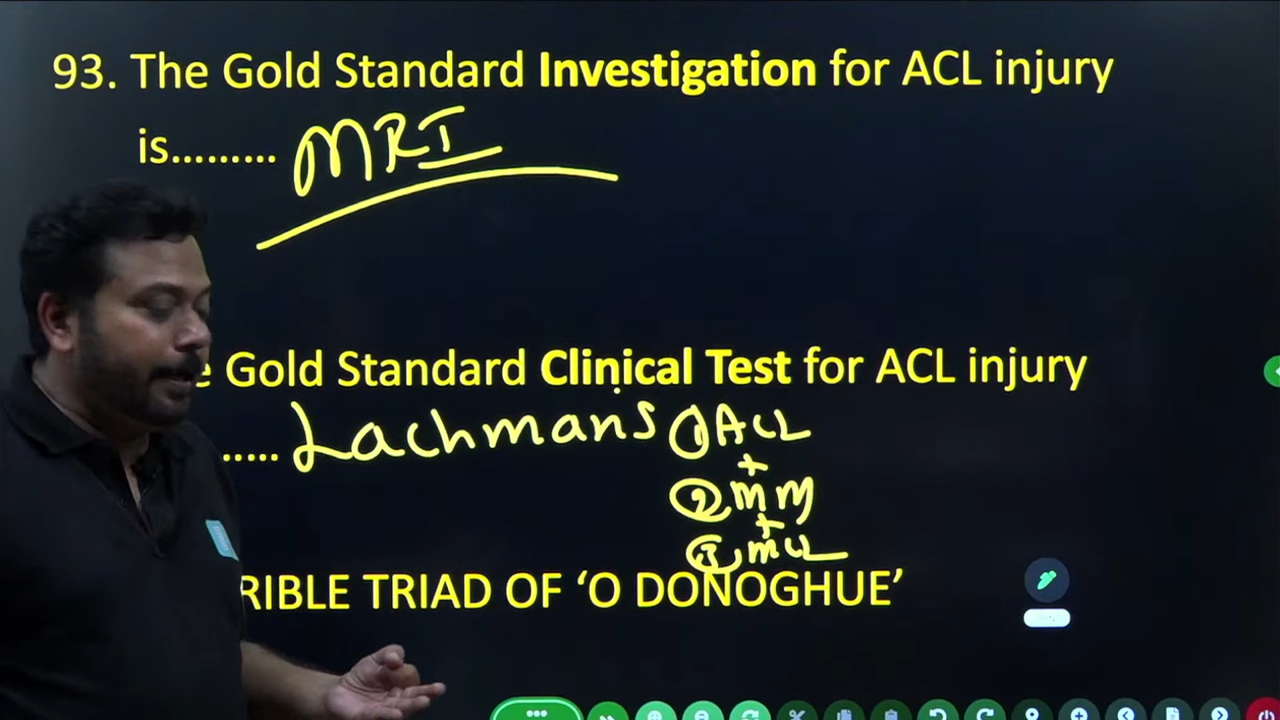 93. The Gold Standard Investigation for ACL injury
is......... MRI
e Gold Standard Clinical Test for ACL injury
..... Lachmans ① ACL
+
② MM
+
③ MCL
RIBLE TRIAD OF ‘O DONOGHUE’